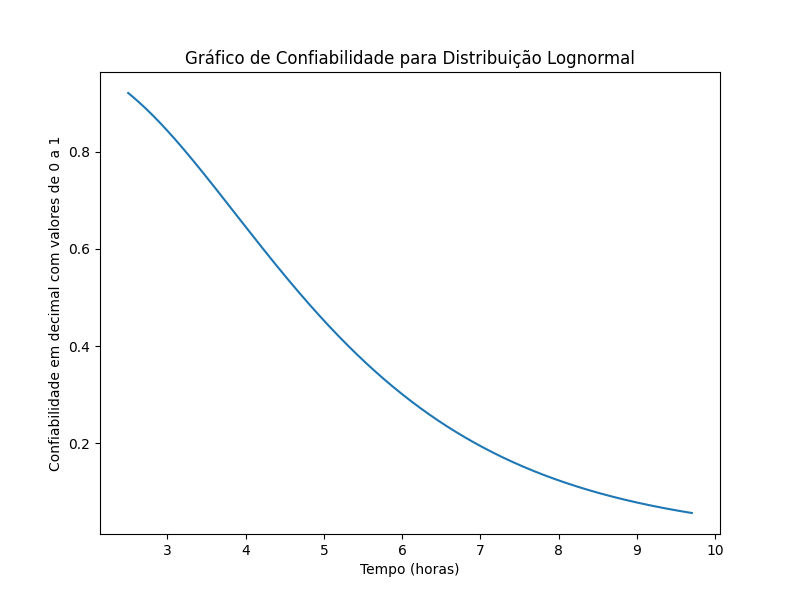 Gráfico de Confiabilidade para Distribuição Lognormal
Confiabilidade em decimal com valores de 0 a 1
0.8
0.6
0.4
0.2
3 4 5 6 7 8 9 10
Tempo (horas)